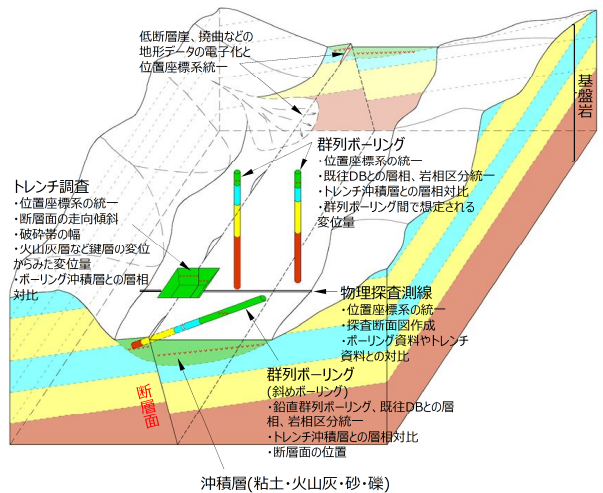 低断層崖、撓曲などの
地形データの電子化と
位置座標系統一
基盤岩
群列ボーリング
・位置座標系の統一
・既往DBとの層相、岩相区分統一
・トレンチ沖積層との層相対比
・群列ボーリング間で想定される
変位量
トレンチ調査
・位置座標系の統一
・断層面の走向傾斜
・破砕帯の幅
・火山灰層など鍵層の変位
からみた変位量
・ボーリング沖積層との層相
対比
物理探査測線
・位置座標系の統一
・探査断面図作成
・ボーリング資料やトレンチ
資料との対比
群列ボーリング
(斜めボーリング)
・鉛直群列ボーリング、既往DBとの層
相、岩相区分統一
・トレンチ沖積層との層相対比
・断層面の位置
断層面
沖積層(粘土・火山灰・砂・礫)